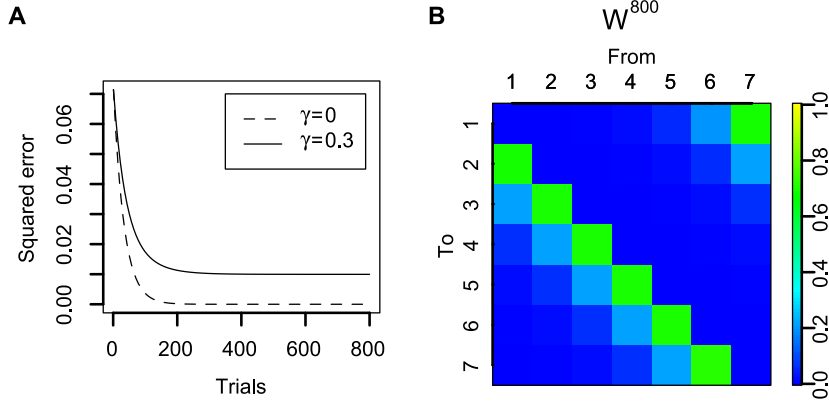 A
Squared error
0.06
0.04
0.02
0.00
γ=0
γ=0.3
0
200
400
600
800
Trials
B
W800
From
1 2 3 4 5 6 7
To
1
2
3
4
5
6
7
1.0
0.8
0.6
0.4
0.2
0.0